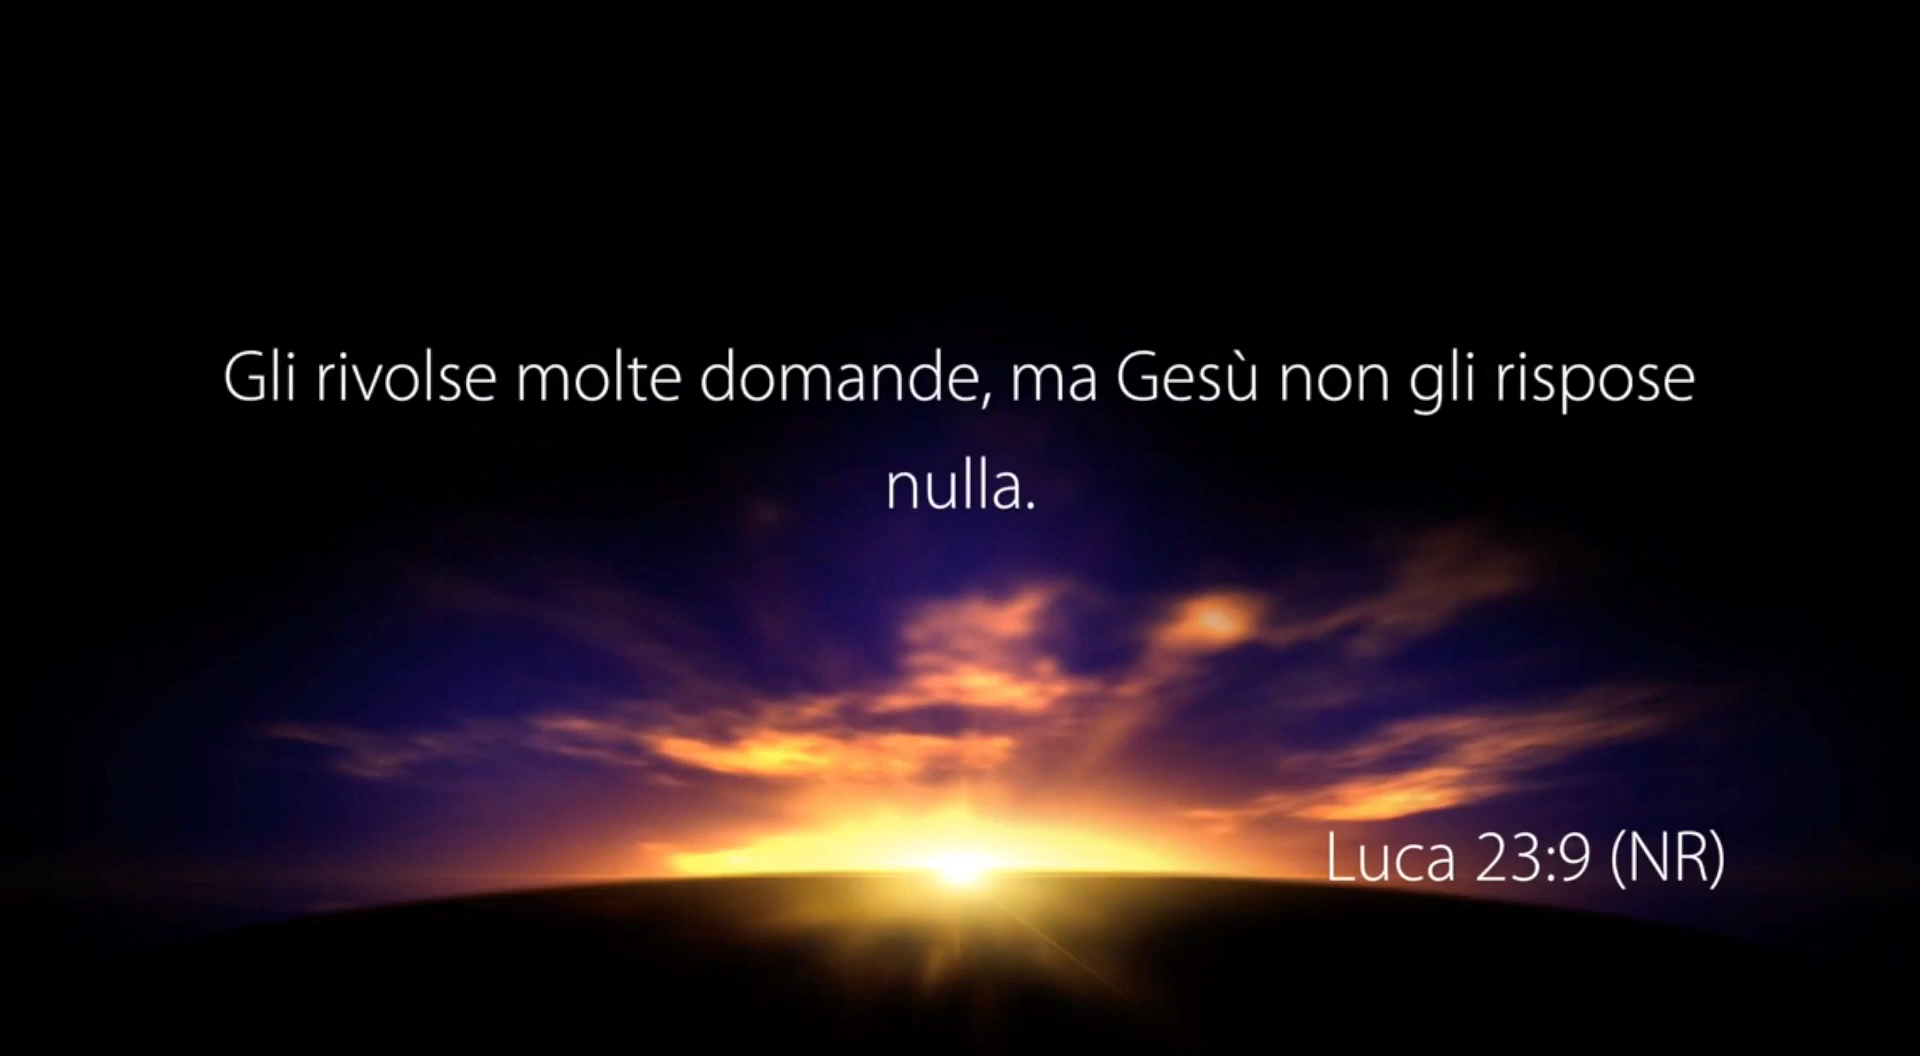 Gli rivolse molte domande, ma Gesù non gli rispose
nulla.
Luca 23:9 (NR)